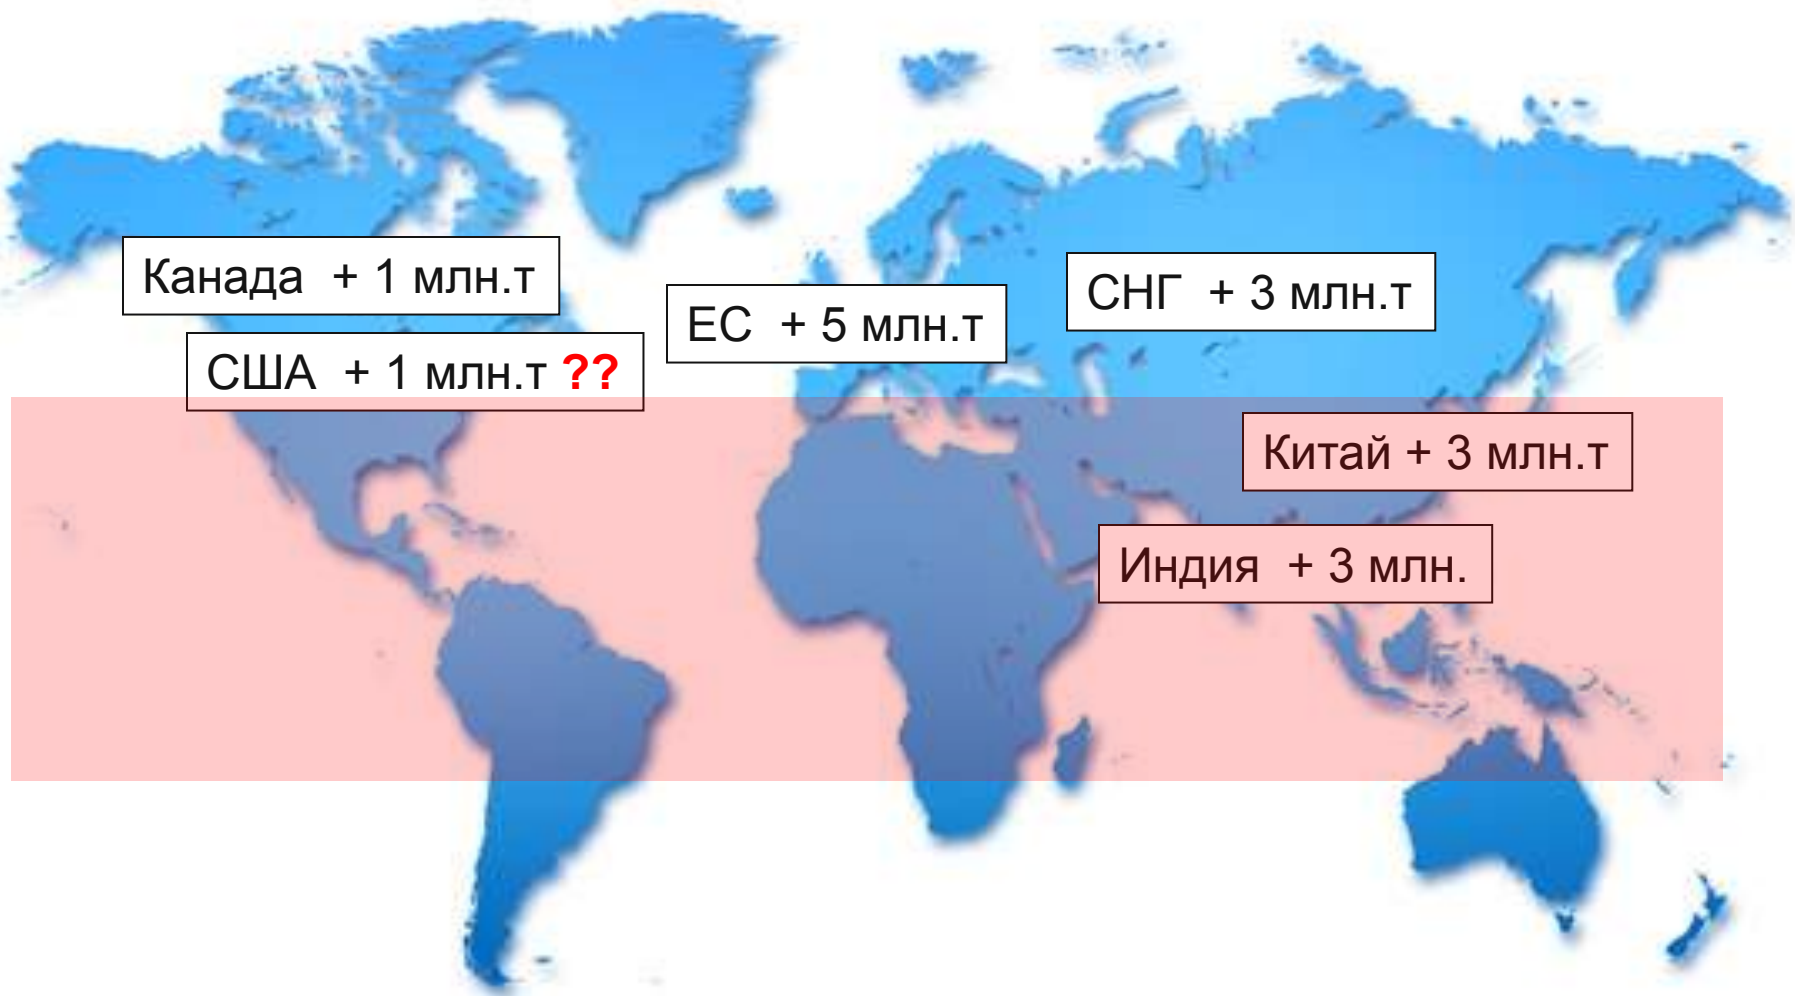 Канада + 1 млн.т
СНГ + 3 млн.т
ЕС + 5 млн.т
США + 1 млн.т ??
Китай + 3 млн.т
Индия + 3 млн.